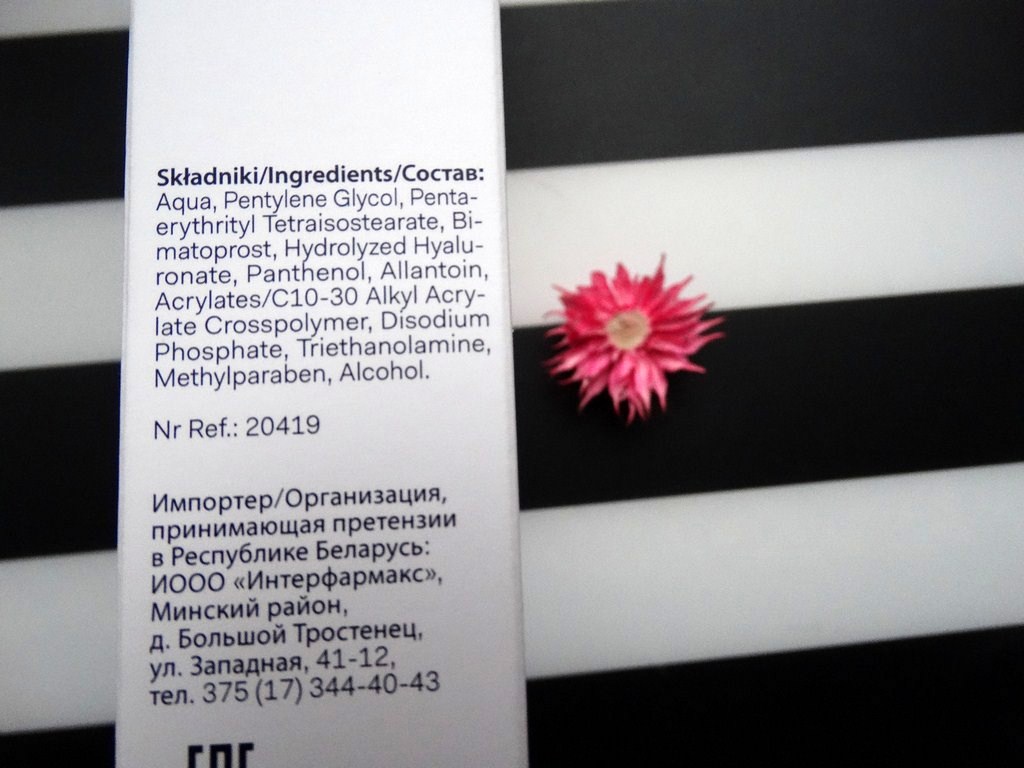 Składniki/Ingredients/Состав:
Aqua, Pentylene Glycol, Penta-
erythrityl Tetraisostearate, Bi-
matoprost, Hydrolyzed Hyalu-
ronate, Panthenol, Allantoin,
Acrylates/C10-30 Alkyl Acry-
late Crosspolymer, Disodium
Phosphate, Triethanolamine,
Methylparaben, Alcohol.
Nr Ref.: 20419
Импортер/Организация,
принимающая претензии
в Республике Беларусь:
ИООО «Интерфармакс»,
Минский район,
д. Большой Тростенец,
ул. Западная, 41-12,
тел. 375 (17) 344-40-43